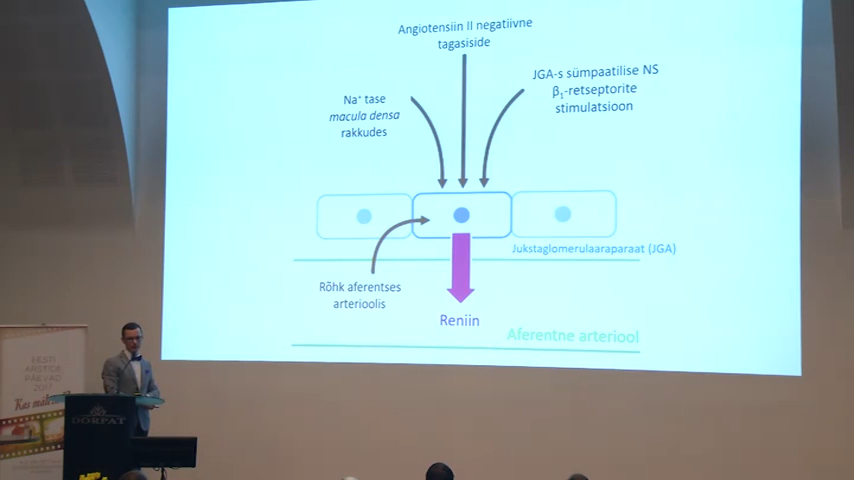 Angiotensiin II negatiivne
tagasiside
JGA-s sümpaatilise NS
β₁-retseptorite
stimulatsioon
Na⁺ tase
macula densa
rakkudes
Jukstaglomerulaaraparaat (JGA)
Rõhk aferentses
arterioolis
Reniin
Aferentne arteriool
EESTI
ARSTIDE
PÄEVAD
2017
DORPAT